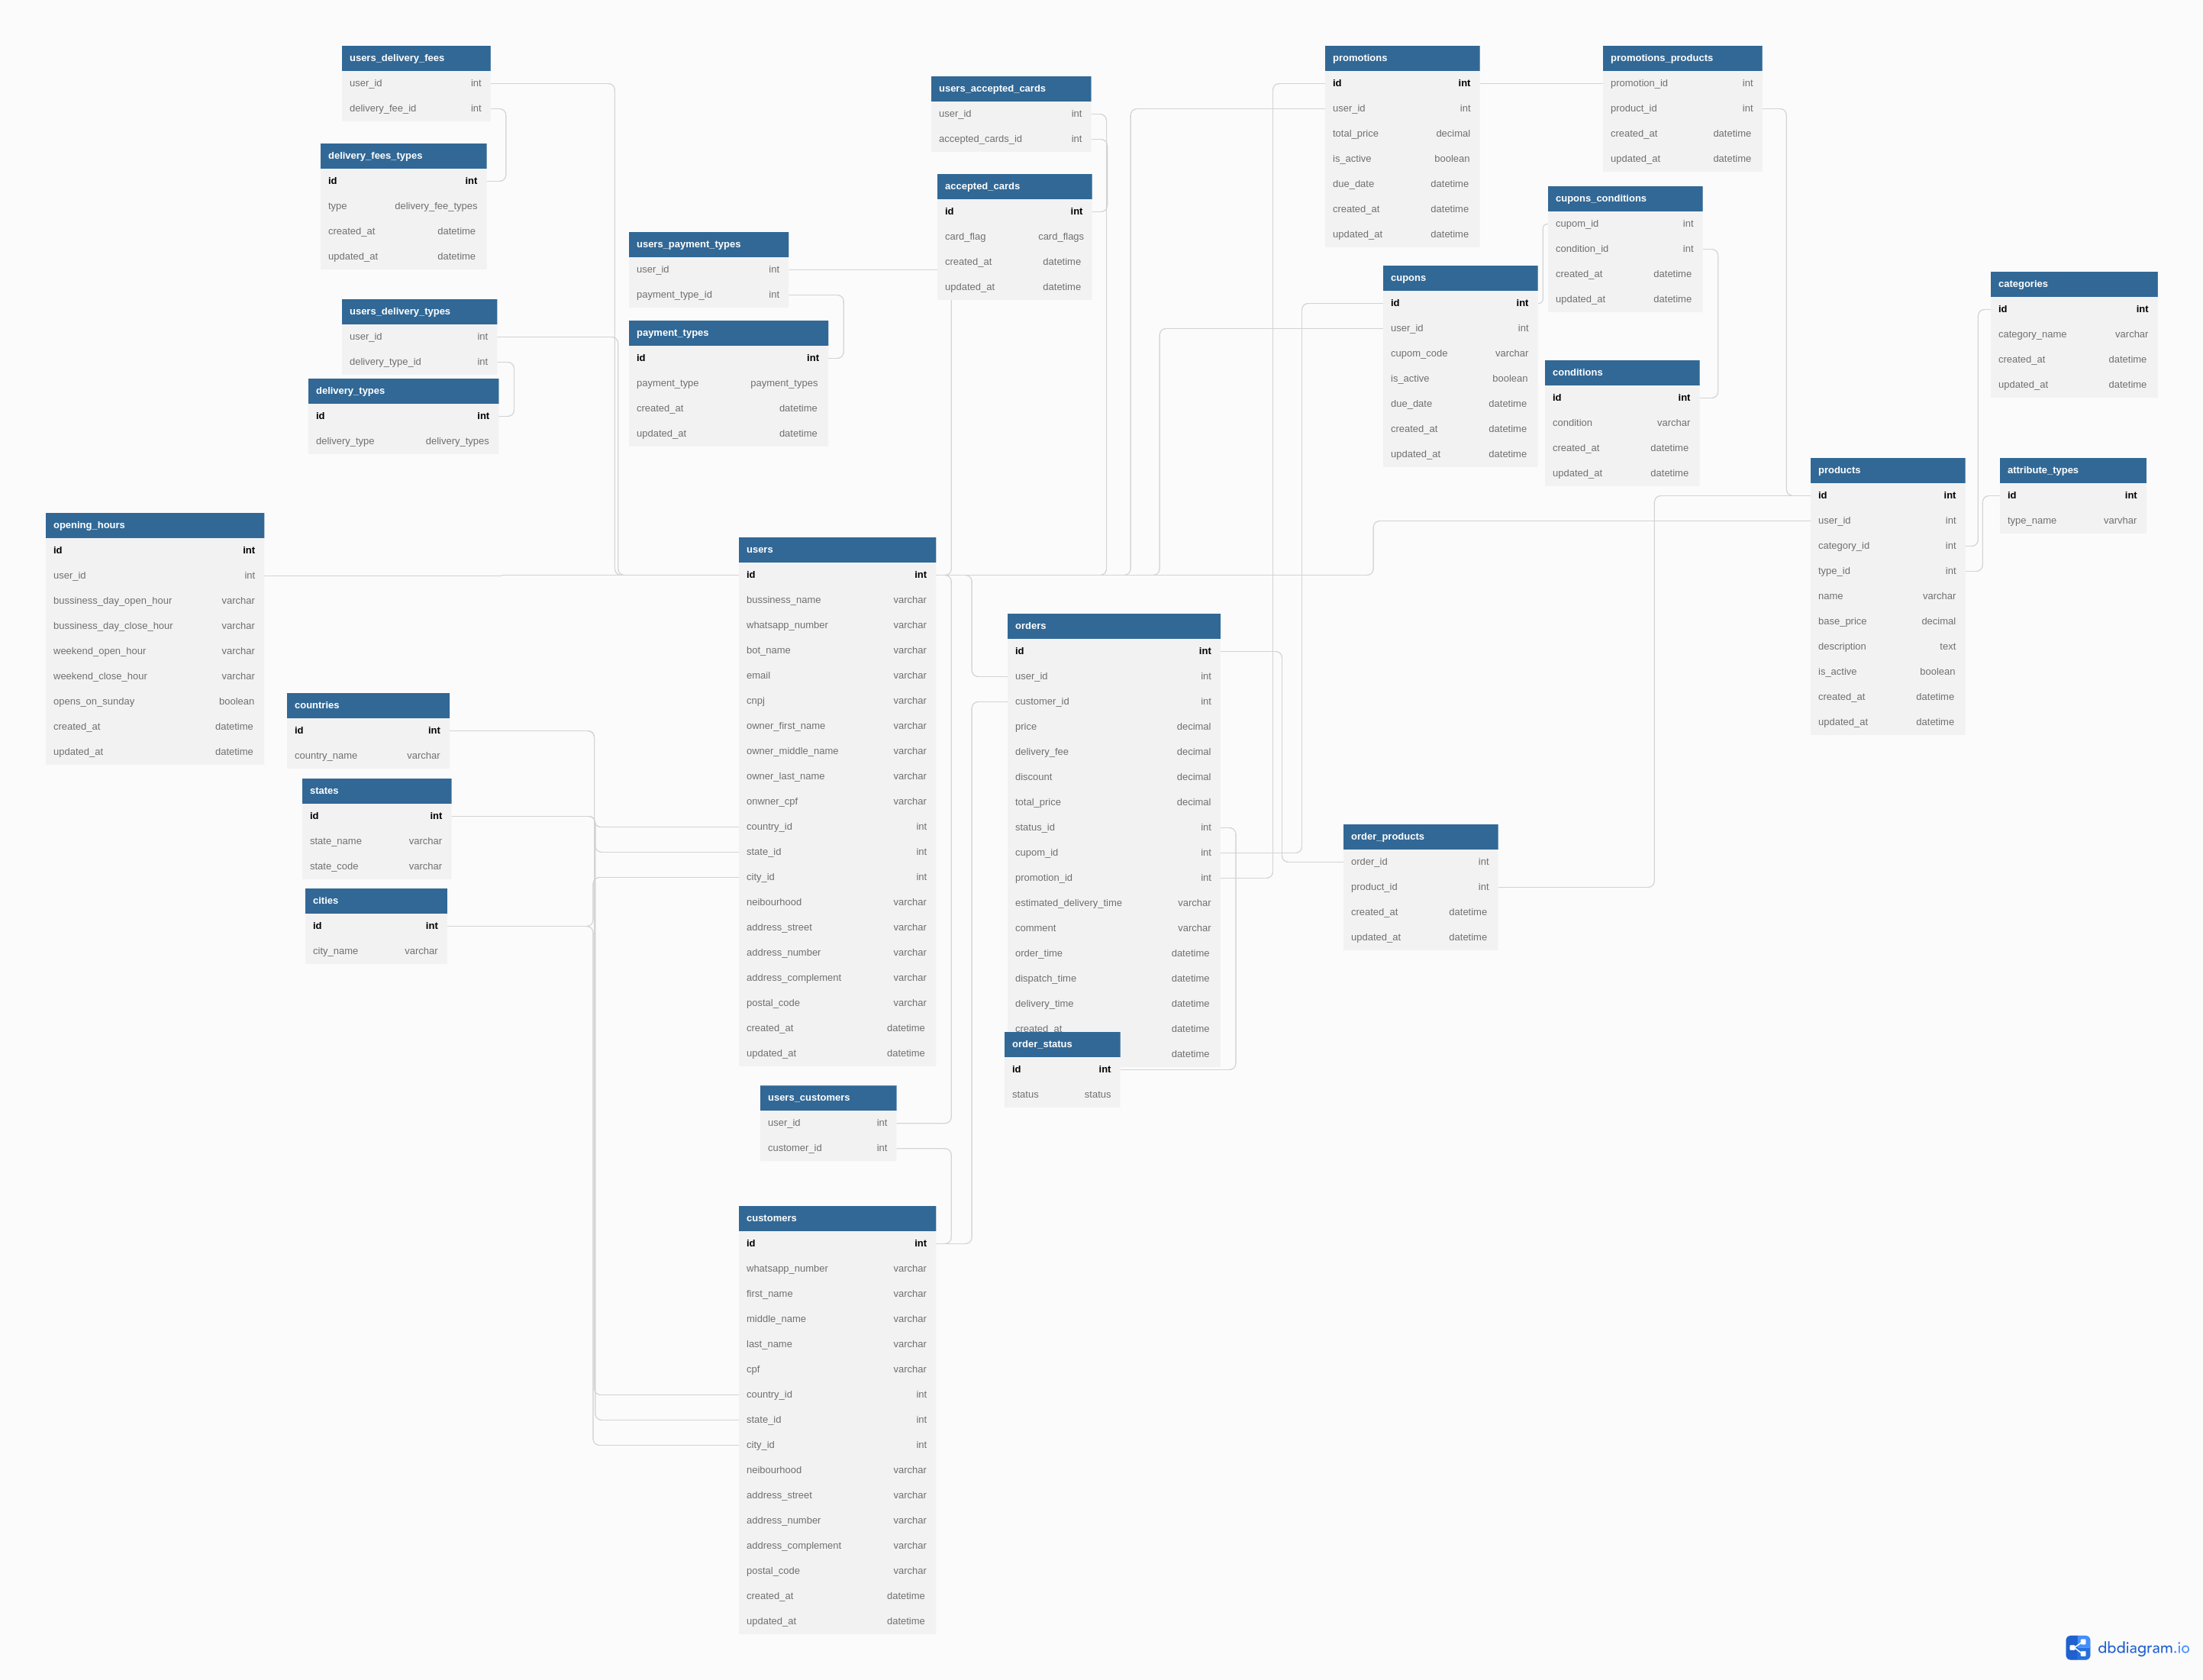 users_delivery_fees
user_id int
delivery_fee_id int
delivery_fees_types
id int
type delivery_fee_types
created_at datetime
updated_at datetime
users_delivery_types
user_id int
delivery_type_id int
delivery_types
id int
delivery_type delivery_types
users_payment_types
user_id int
payment_type_id int
payment_types
id int
payment_type payment_types
created_at datetime
updated_at datetime
users_accepted_cards
user_id int
accepted_cards_id int
accepted_cards
id int
card_flag card_flags
created_at datetime
updated_at datetime
promotions
id int
user_id int
total_price decimal
is_active boolean
due_date datetime
created_at datetime
updated_at datetime
promotions_products
promotion_id int
product_id int
created_at datetime
updated_at datetime
cupons_conditions
cupom_id int
condition_id int
created_at datetime
updated_at datetime
cupons
id int
user_id int
cupom_code varchar
is_active boolean
due_date datetime
created_at datetime
updated_at datetime
conditions
id int
condition varchar
created_at datetime
updated_at datetime
categories
id int
category_name varchar
created_at datetime
updated_at datetime
products
id int
user_id int
category_id int
type_id int
name varchar
base_price decimal
description text
is_active boolean
created_at datetime
updated_at datetime
attribute_types
id int
type_name varvhar
opening_hours
id int
user_id int
bussiness_day_open_hour varchar
bussiness_day_close_hour varchar
weekend_open_hour varchar
weekend_close_hour varchar
opens_on_sunday boolean
created_at datetime
updated_at datetime
countries
id int
country_name varchar
states
id int
state_name varchar
state_code varchar
cities
id int
city_name varchar
users
id int
bussiness_name varchar
whatsapp_number varchar
bot_name varchar
email varchar
cnpj varchar
owner_first_name varchar
owner_middle_name varchar
owner_last_name varchar
onwner_cpf varchar
country_id int
state_id int
city_id int
neibourhood varchar
address_street varchar
address_number varchar
address_complement varchar
postal_code varchar
created_at datetime
updated_at datetime
orders
id int
user_id int
customer_id int
price decimal
delivery_fee decimal
discount decimal
total_price decimal
status_id int
cupom_id int
promotion_id int
estimated_delivery_time varchar
comment varchar
order_time datetime
dispatch_time datetime
delivery_time datetime
created_at datetime
datetime
order_status
id int
status status
order_products
order_id int
product_id int
created_at datetime
updated_at datetime
users_customers
user_id int
customer_id int
customers
id int
whatsapp_number varchar
first_name varchar
middle_name varchar
last_name varchar
cpf varchar
country_id int
state_id int
city_id int
neibourhood varchar
address_street varchar
address_number varchar
address_complement varchar
postal_code varchar
created_at datetime
updated_at datetime
dbdiagram.io